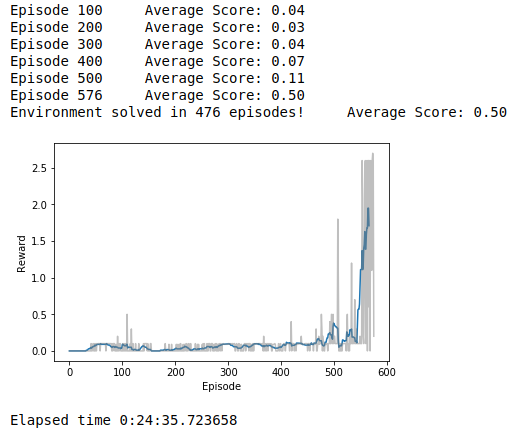 Episode 100 Average Score: 0.04
Episode 200 Average Score: 0.03
Episode 300 Average Score: 0.04
Episode 400 Average Score: 0.07
Episode 500 Average Score: 0.11
Episode 576 Average Score: 0.50
Environment solved in 476 episodes! Average Score: 0.50
2.5
2.0
1.5
1.0
0.5
0.0
Reward
0 100 200 300 400 500 600
Episode
Elapsed time 0:24:35.723658